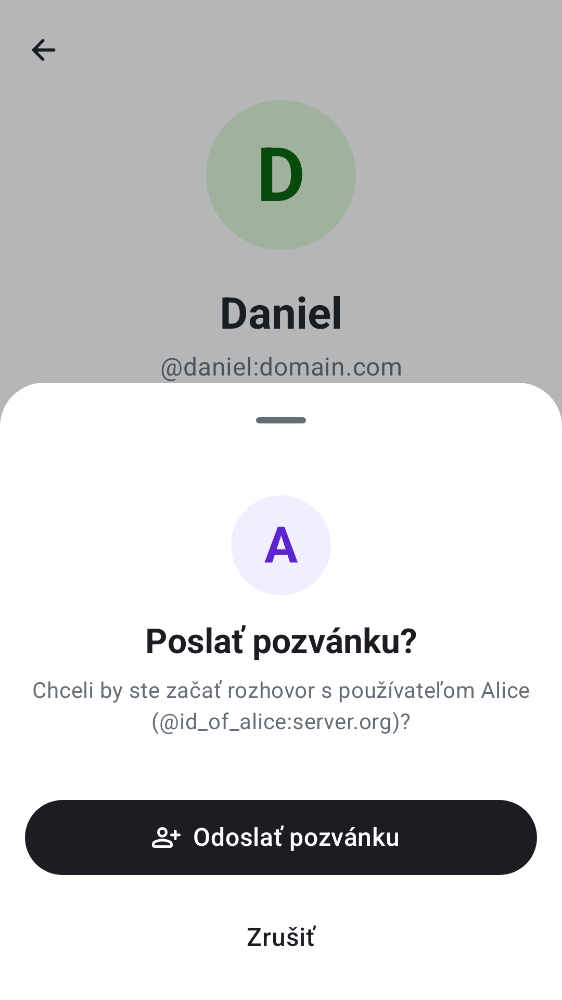 D
Daniel
@daniel:domain.com
A
Poslať pozvánku?
Chceli by ste začať rozhovor s používateľom Alice
(@id_of_alice:server.org)?
Odoslať pozvánku
Zrušiť